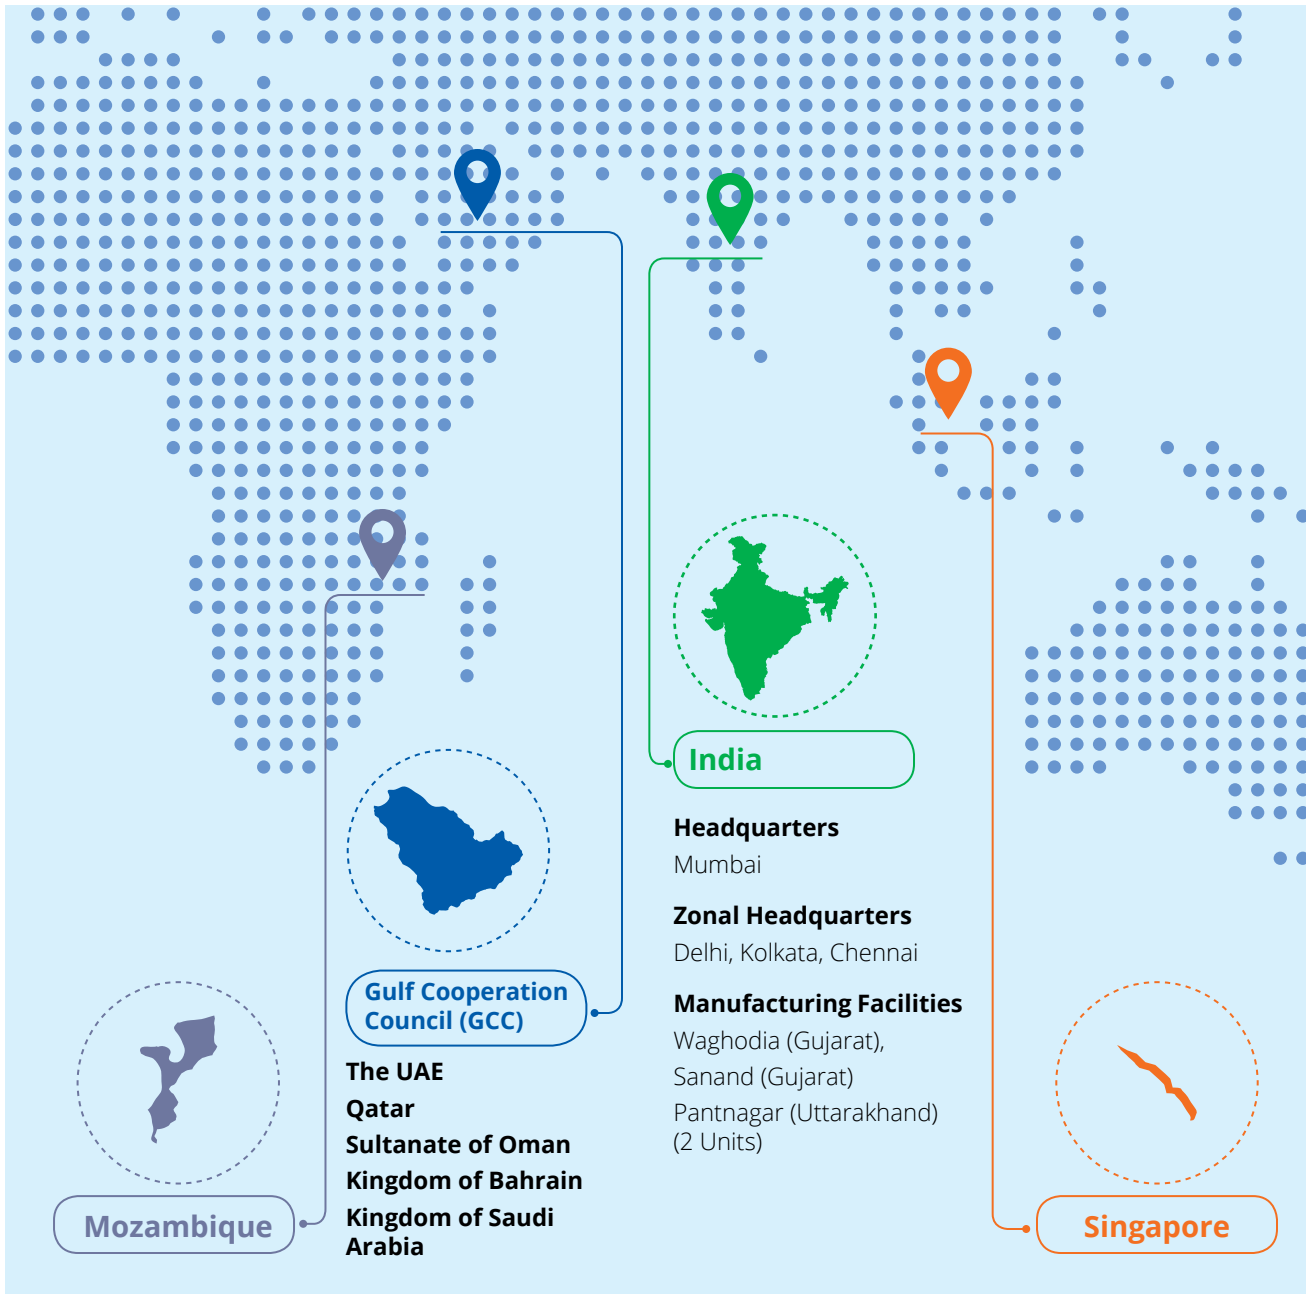 India
Headquarters
Mumbai
Zonal Headquarters
Delhi, Kolkata, Chennai
Manufacturing Facilities
Waghodia (Gujarat),
Sanand (Gujarat)
Pantnagar (Uttarakhand)
(2 Units)
Gulf Cooperation
Council (GCC)
The UAE
Qatar
Sultanate of Oman
Kingdom of Bahrain
Kingdom of Saudi
Arabia
Mozambique
Singapore